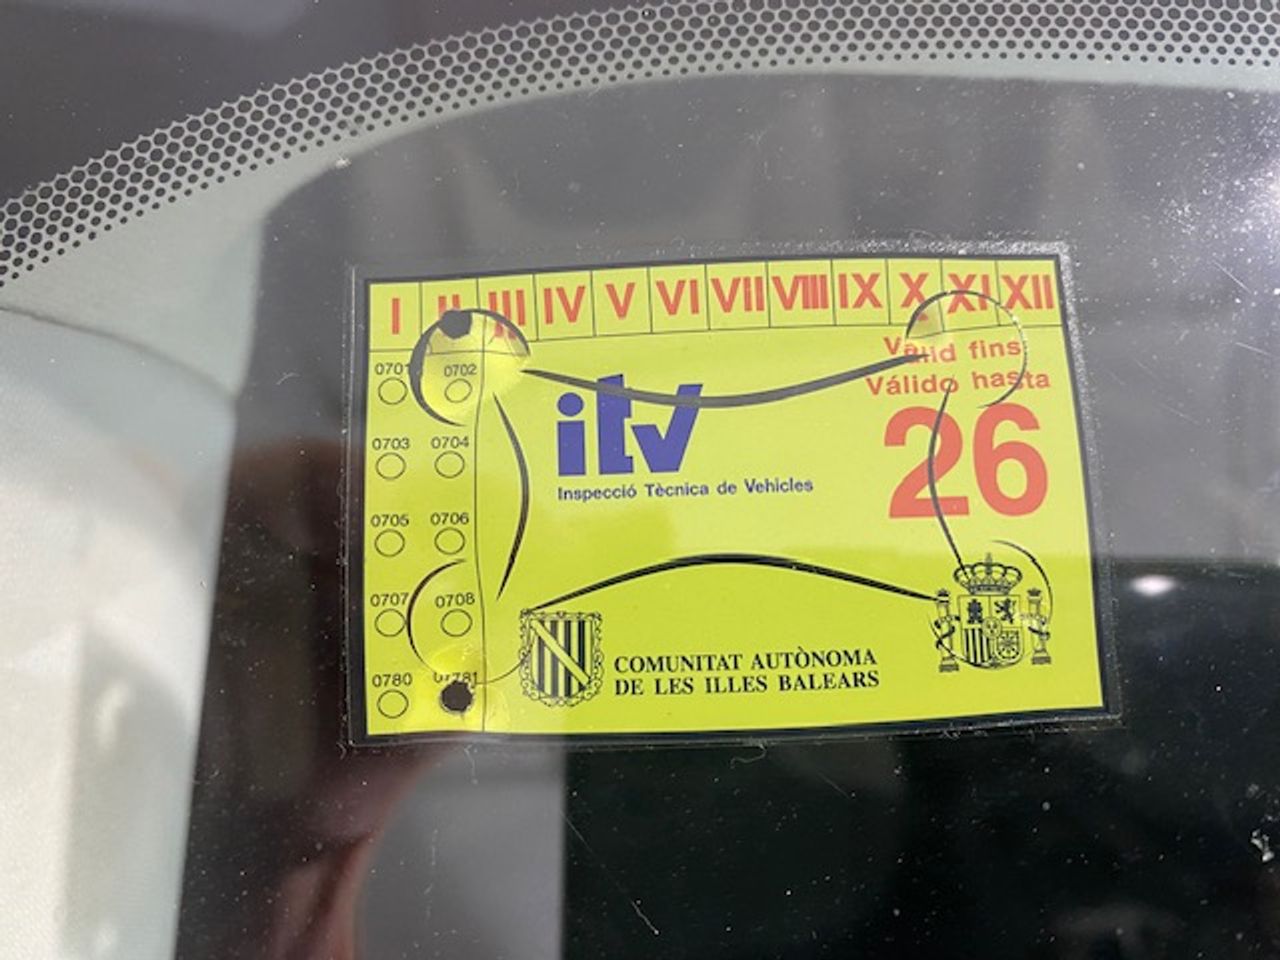 I II III IV V VI VII VIII IX X XI XII
Vàlid fins
Válido hasta
26
itv
Inspecció Tècnica de Vehicles
0701 0702
0703 0704
0705 0706
0707 0708
0780 0781
COMUNITAT AUTÒNOMA
DE LES ILLES BALEARS